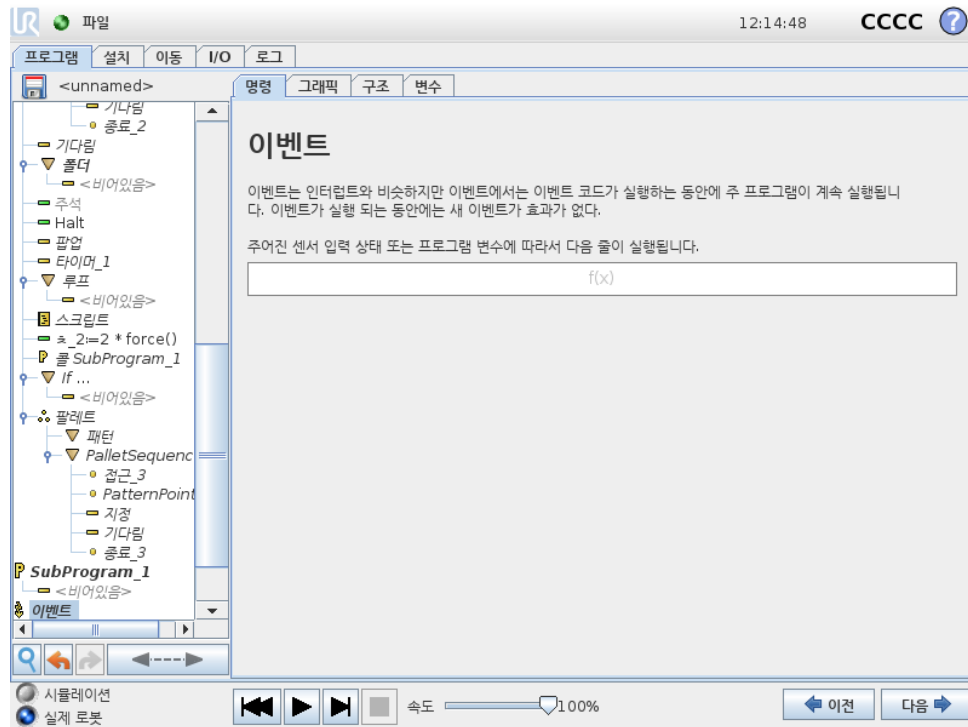 파일
12:14:48
CCCC
?
프로그램
설치
이동
I/O
로그
<unnamed>
명령
그래픽
구조
변수
기다림
종료_2
기다림
폴더
<비어있음>
주석
Halt
팝업
타이머_1
루프
<비어있음>
스크립트
ㅊ_2:=2 * force()
콜 SubProgram_1
If ...
<비어있음>
팔레트
패턴
PalletSequenc
접근_3
PatternPoint
지정
기다림
종료_3
SubProgram_1
<비어있음>
이벤트
이벤트
이벤트는 인터럽트와 비슷하지만 이벤트에서는 이벤트 코드가 실행하는 동안에 주 프로그램이 계속 실행됩니
다. 이벤트가 실행 되는 동안에는 새 이벤트가 효과가 없다.
주어진 센서 입력 상태 또는 프로그램 변수에 따라서 다음 줄이 실행됩니다.
f(x)
시뮬레이션
실제 로봇
속도
100%
이전
다음